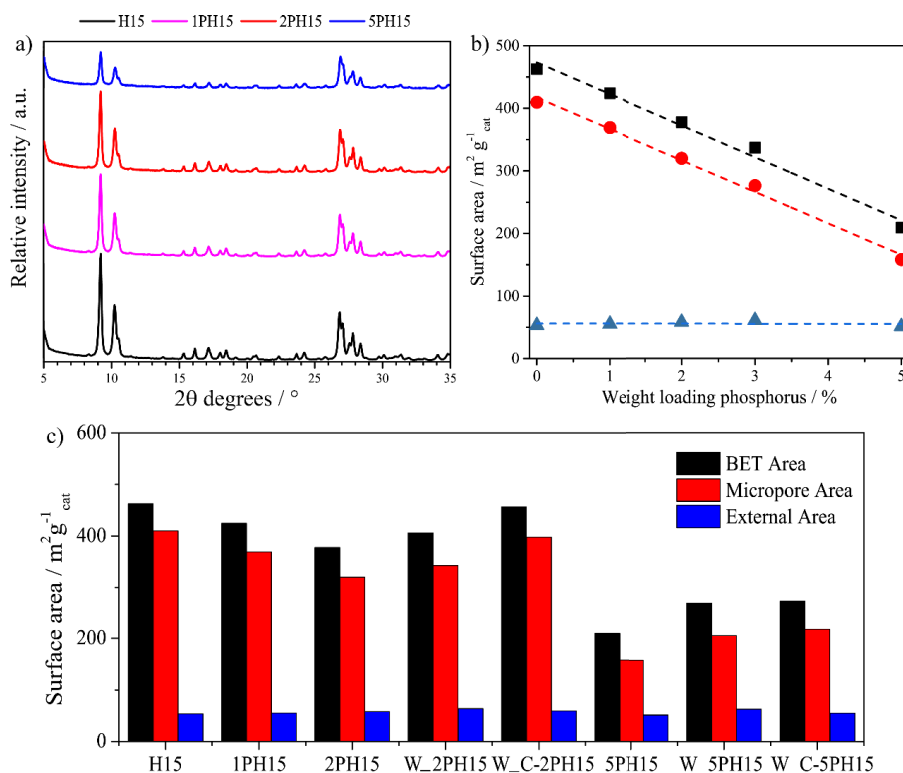 H15 1PH15 2PH15 5PH15
a)
Relative intensity / a.u.
5 10 15 20 25 30 35
2θ degrees / °
b)
500
400
300
200
100
0
Surface area / m² g⁻¹cat
0 1 2 3 4 5
Weight loading phosphorus / %
c)
600
400
200
0
Surface area / m²g⁻¹cat
BET Area
Micropore Area
External Area
H15 1PH15 2PH15 W_2PH15 W_C-2PH15 5PH15 W 5PH15 W C-5PH15